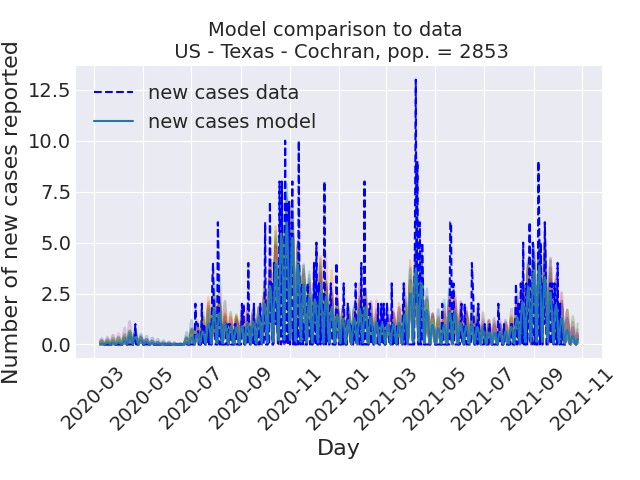 Model comparison to data
US - Texas - Cochran, pop. = 2853
Number of new cases reported
12.5
10.0
7.5
5.0
2.5
0.0
new cases data
new cases model
2020-03
2020-05
2020-07
2020-09
2020-11
2021-01
2021-03
2021-05
2021-07
2021-09
2021-11
Day